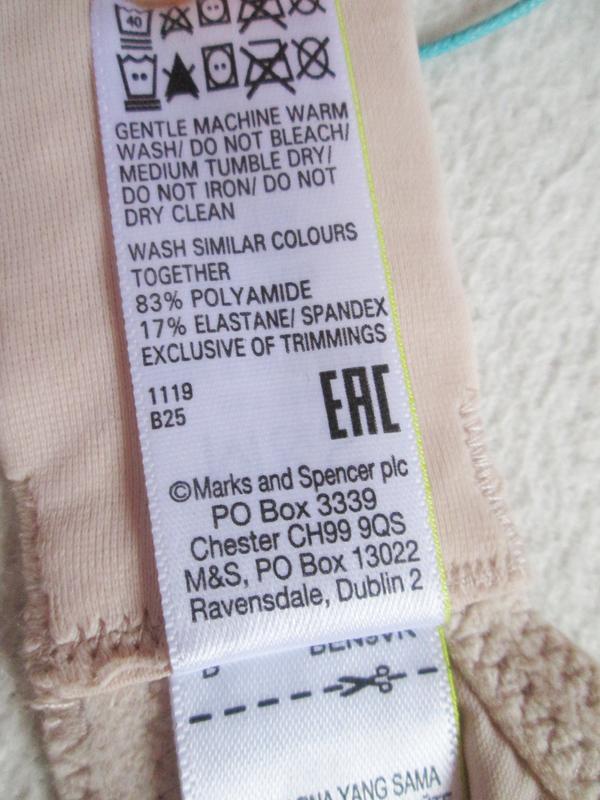 40
GENTLE MACHINE WARM
WASH/ DO NOT BLEACH/
MEDIUM TUMBLE DRY/
DO NOT IRON/ DO NOT
DRY CLEAN
WASH SIMILAR COLOURS
TOGETHER
83% POLYAMIDE
17% ELASTANE/ SPANDEX
EXCLUSIVE OF TRIMMINGS
1119
B25
EAC
©Marks and Spencer plc
PO Box 3339
Chester CH99 9QS
M&S, PO Box 13022
Ravensdale, Dublin 2
YANG SAMA